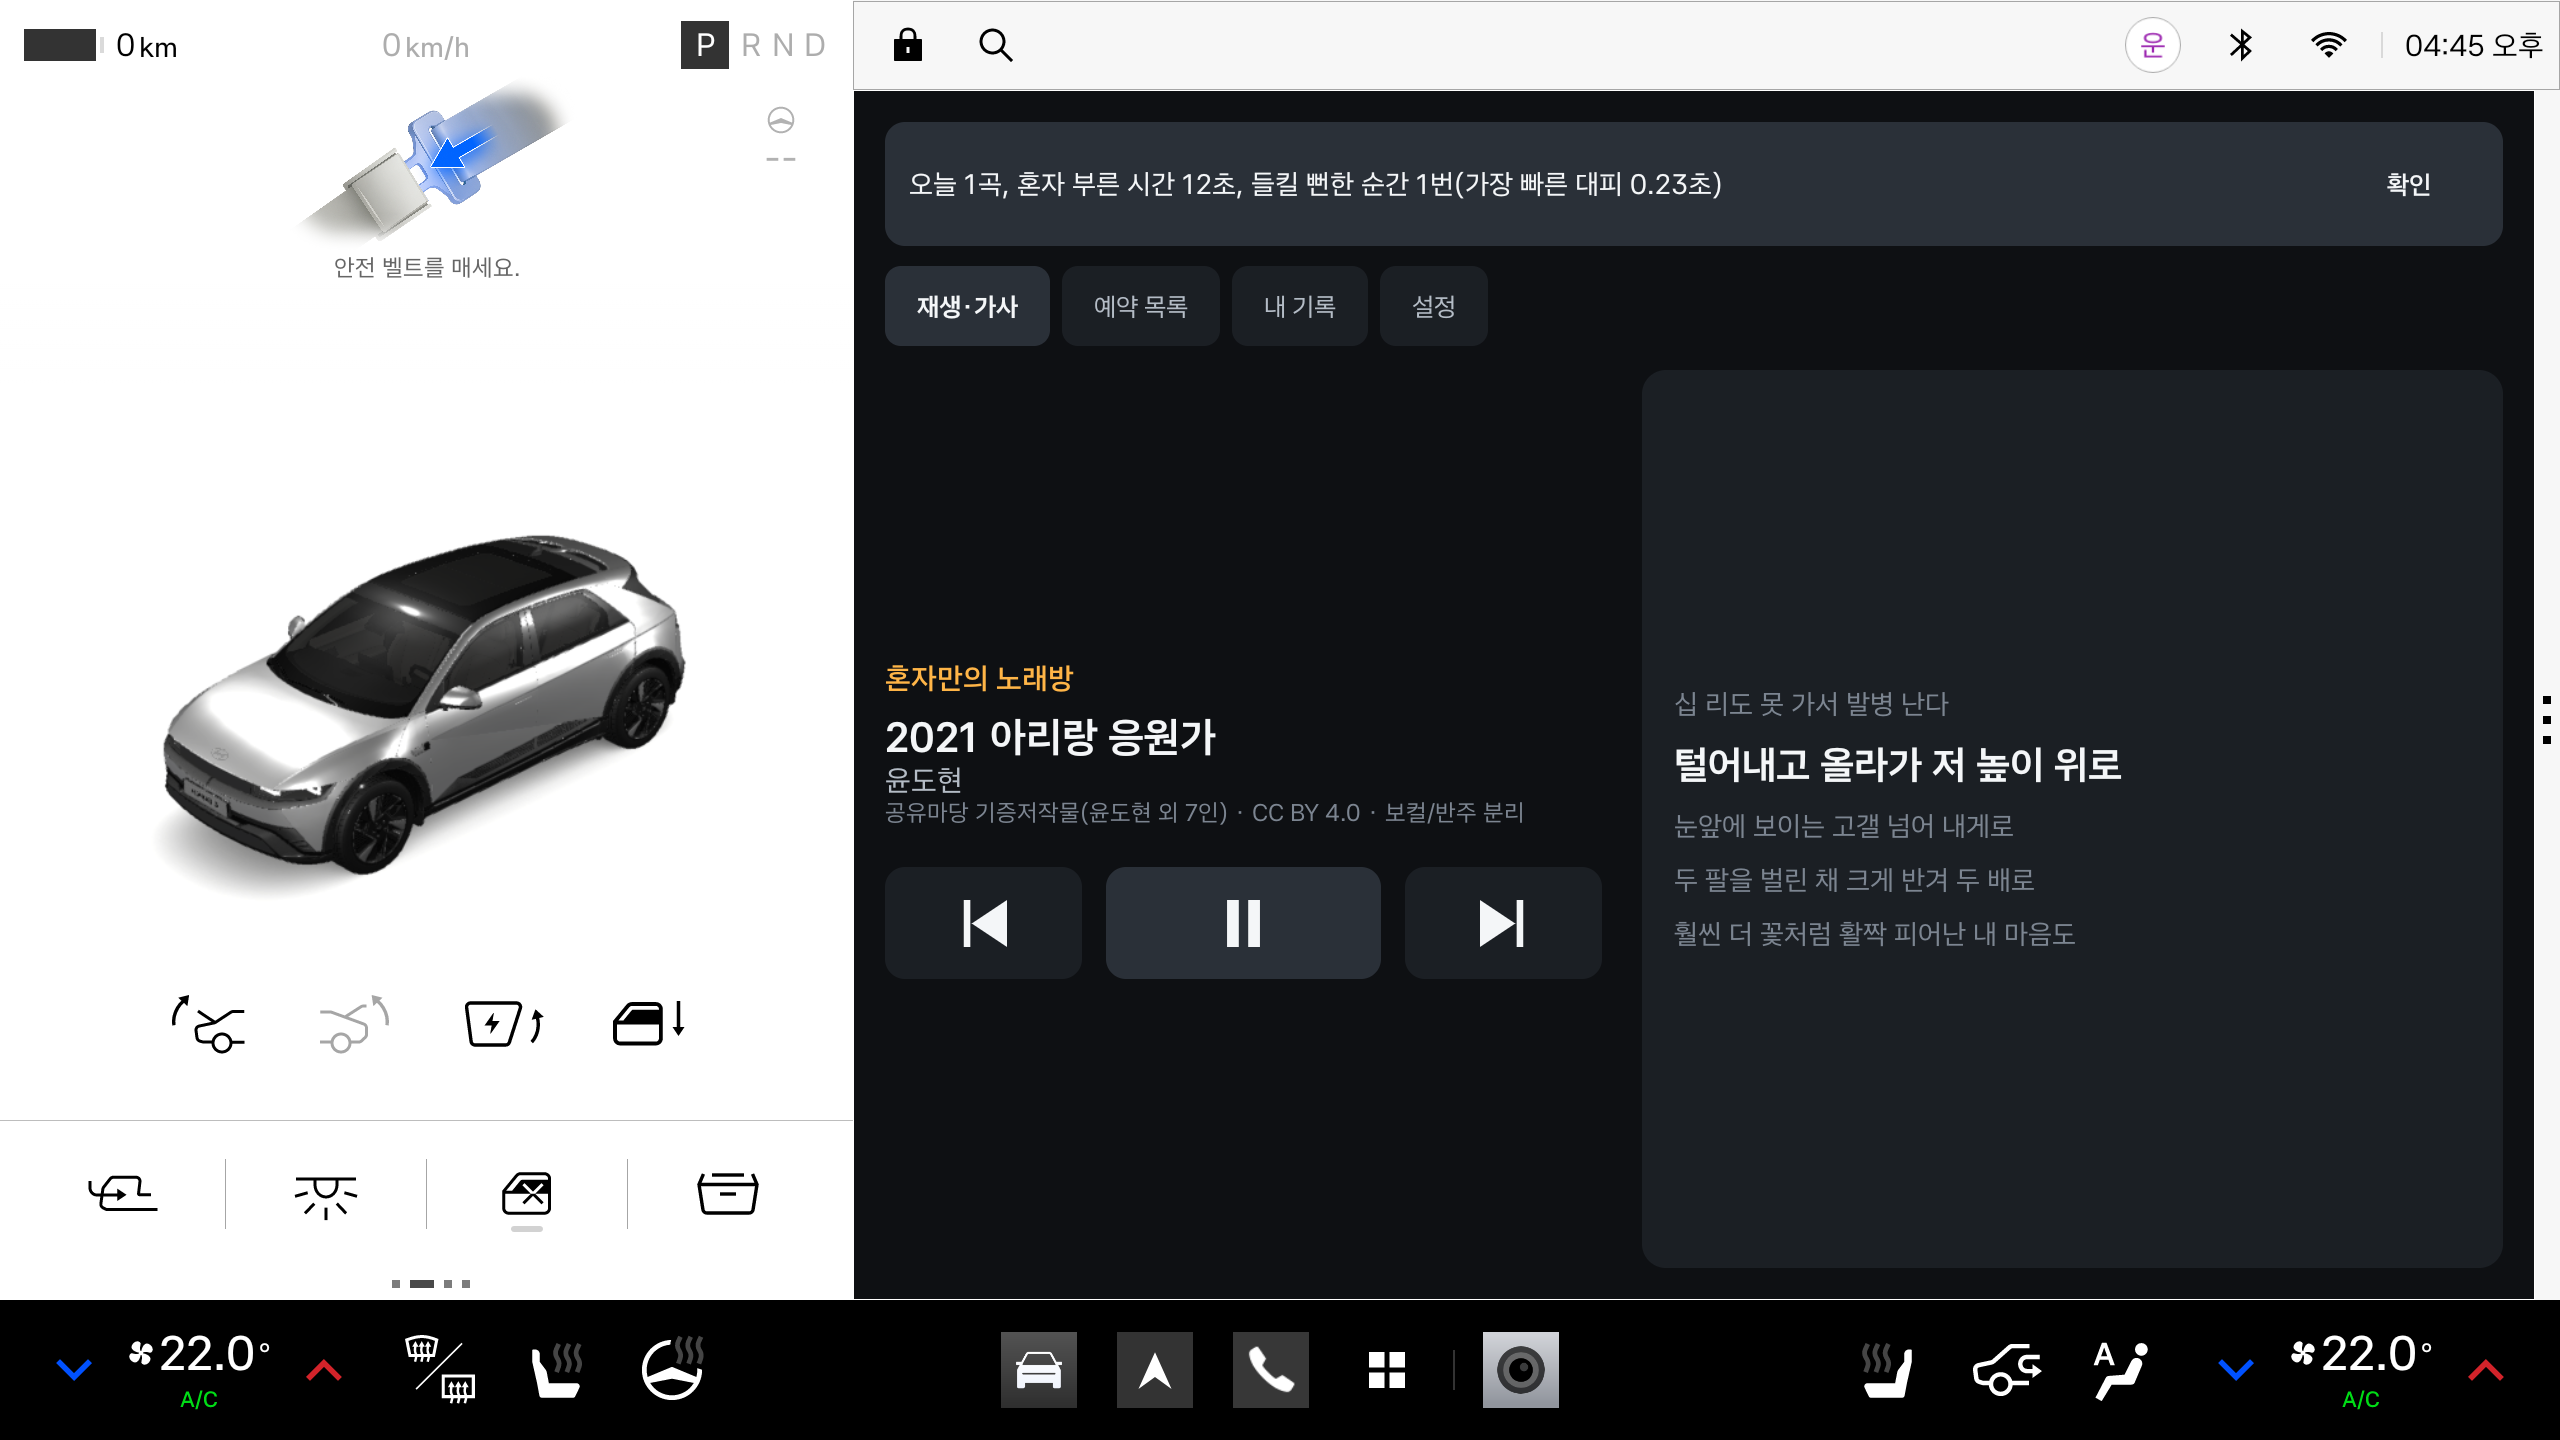 0 km
0 km/h
P R N D
안전 벨트를 매세요.
운
04:45 오후
오늘 1곡, 혼자 부른 시간 12초, 들킬 뻔한 순간 1번(가장 빠른 대피 0.23초)
확인
재생·가사
예약 목록
내 기록
설정
혼자만의 노래방
2021 아리랑 응원가
윤도현
공유마당 기증저작물(윤도현 외 7인) · CC BY 4.0 · 보컬/반주 분리
십 리도 못 가서 발병 난다
털어내고 올라가 저 높이 위로
눈앞에 보이는 고갤 넘어 내게로
두 팔을 벌린 채 크게 반겨 두 배로
훨씬 더 꽃처럼 활짝 피어난 내 마음도
22.0°
A/C
A
22.0°
A/C